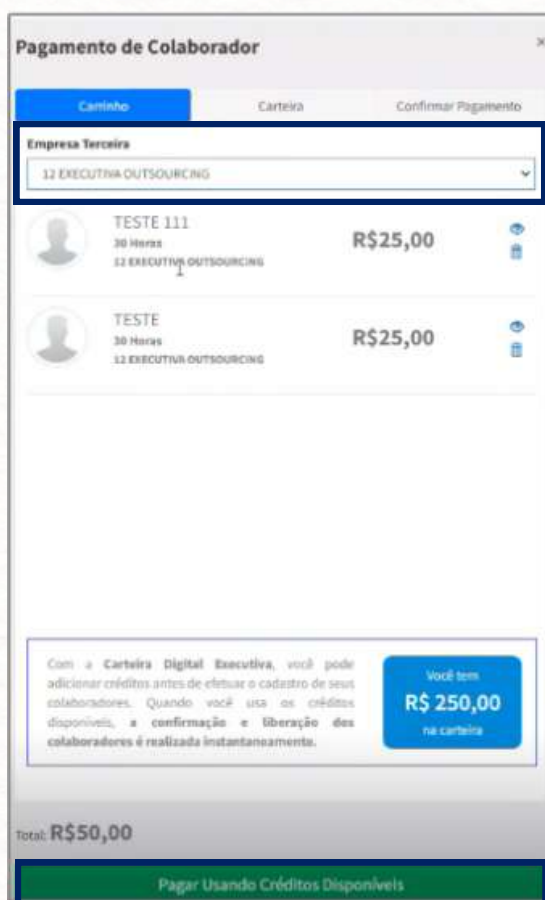 Pagamento de Colaborador ×
Carrinho Carteira Confirmar Pagamento
Empresa Terceira
12 EXECUTIVA OUTSOURCING
TESTE 111
30 Horas
12 EXECUTIVA OUTSOURCING
R$25,00
TESTE
30 Horas
12 EXECUTIVA OUTSOURCING
R$25,00
Com a Carteira Digital Executiva, você pode
adicionar créditos antes de efetuar o cadastro de seus
colaboradores. Quando você usa os créditos
disponíveis, a confirmação e liberação dos
colaboradores é realizada instantaneamente.
Você tem
R$ 250,00
na carteira
Total: R$50,00
Pagar Usando Créditos Disponíveis